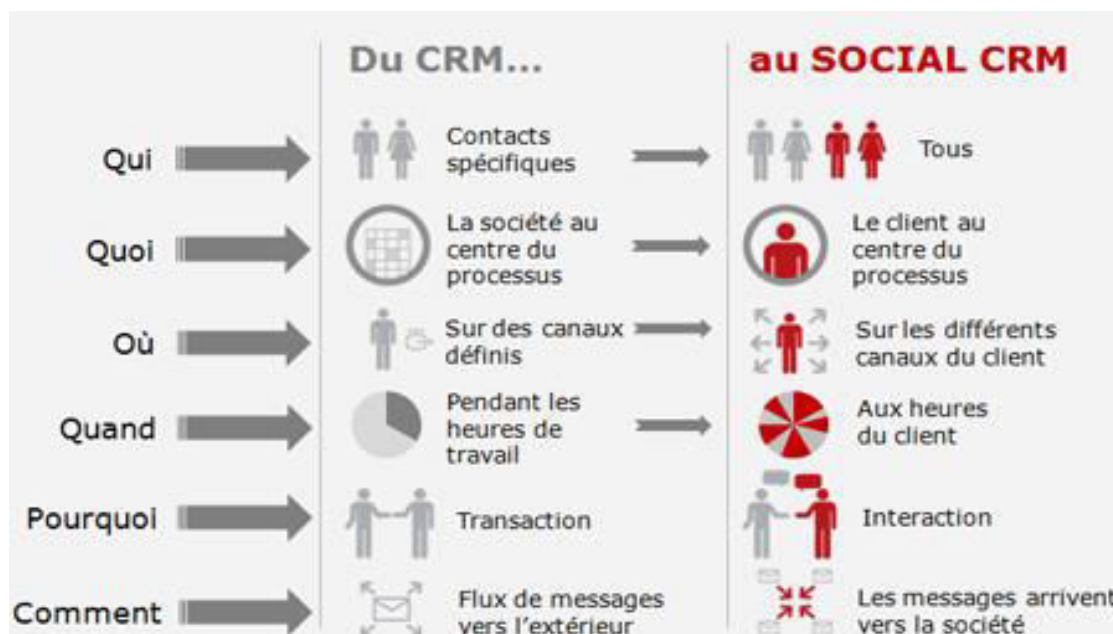 Du CRM... au SOCIAL CRM
Qui
Contacts
spécifiques
Tous
Quoi
La société au
centre du
processus
Le client au
centre du
processus
Où
Sur des canaux
définis
Sur les différents
canaux du client
Quand
Pendant les
heures de
travail
Aux heures
du client
Pourquoi
Transaction
Interaction
Comment
Flux de messages
vers l'extérieur
Les messages arrivent
vers la société